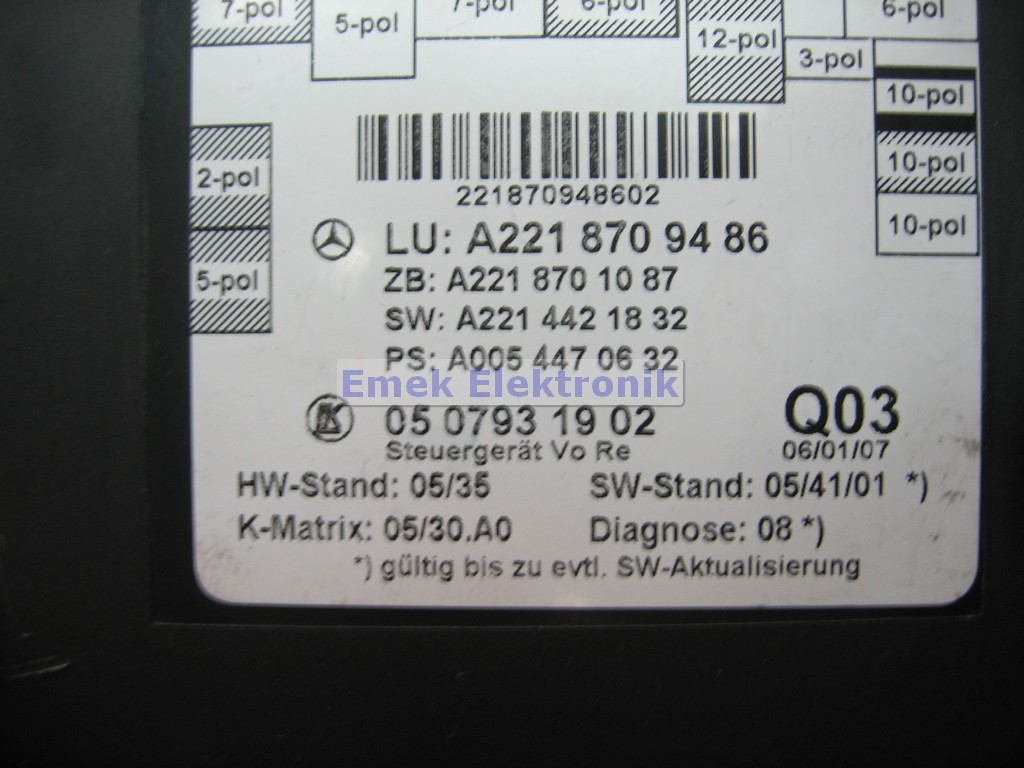 7-pol
5-pol
7-pol
6-pol
12-pol
3-pol
6-pol
10-pol
10-pol
10-pol
2-pol
5-pol
221870948602
LU: A221 870 94 86
ZB: A221 870 10 87
SW: A221 442 18 32
PS: A005 447 06 32
Emek Elektronik
05 0793 19 02
Steuergerät Vo Re
Q03
06/01/07
HW-Stand: 05/35 SW-Stand: 05/41/01 *)
K-Matrix: 05/30.A0 Diagnose: 08 *)
*) gültig bis zu evtl. SW-Aktualisierung